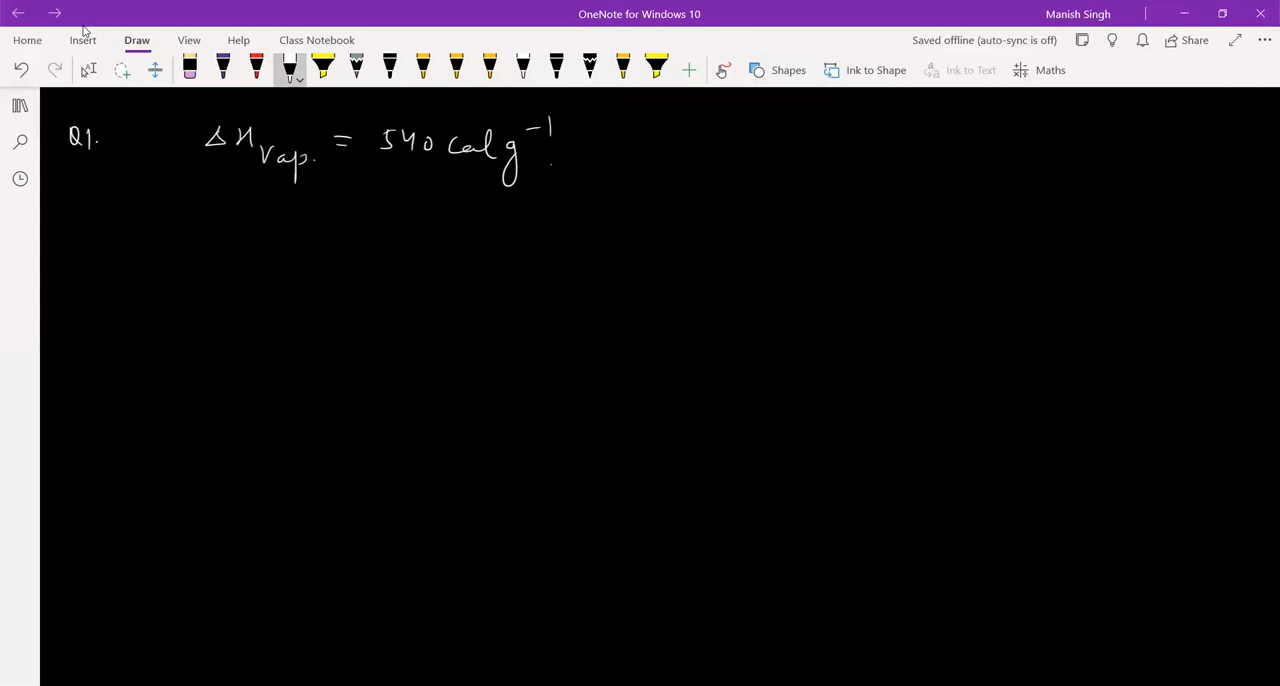 OneNote for Windows 10
Manish Singh
Home Insert Draw View Help Class Notebook
Saved offline (auto-sync is off)
Share
Shapes
Ink to Shape
Ink to Text
Maths
Q1. ΔH_vap. = 540 cal g⁻¹